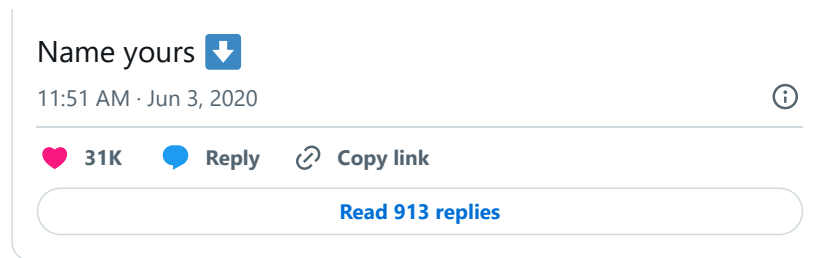 Name yours ⬇️
11:51 AM · Jun 3, 2020
31K Reply Copy link
Read 913 replies